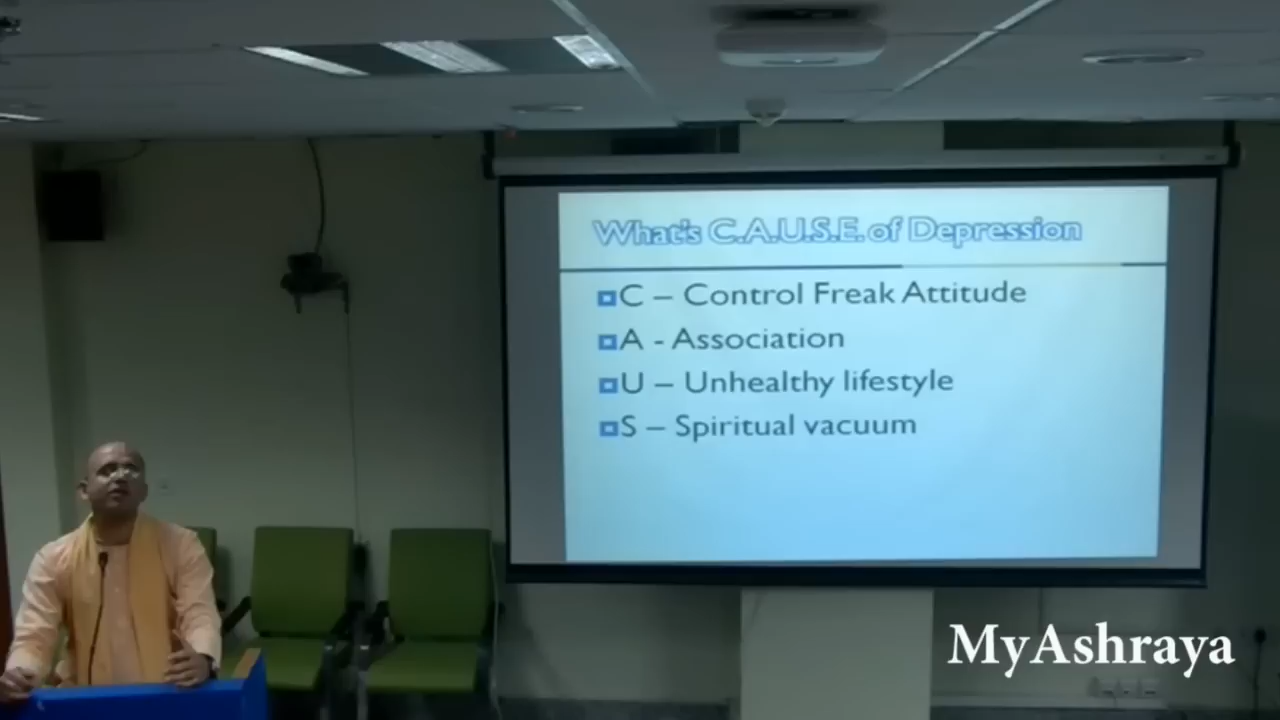 What's C.A.U.S.E. of Depression
C – Control Freak Attitude
A - Association
U – Unhealthy lifestyle
S – Spiritual vacuum
MyAshraya